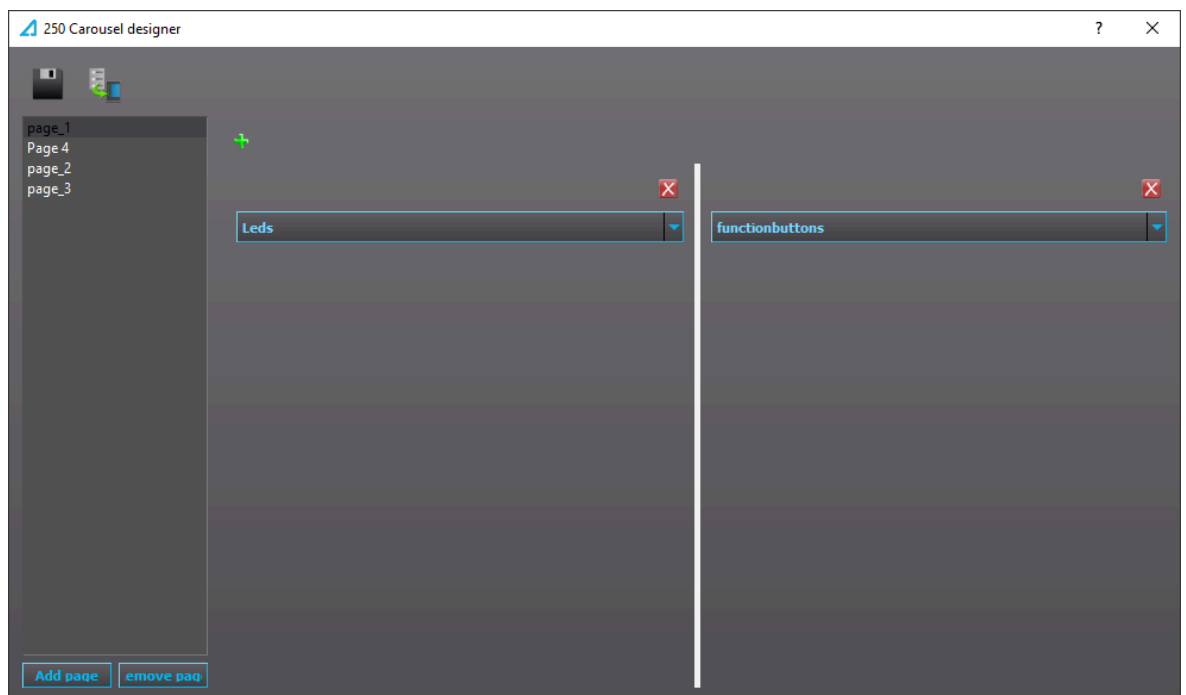 250 Carousel designer
?
page_1
Page 4
page_2
page_3
Leds
functionbuttons
Add page
emove pag